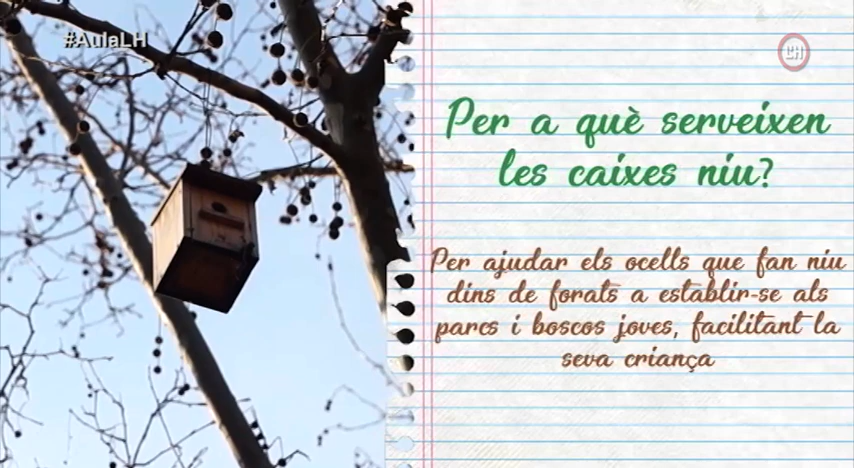 #AulaLH
LH
Per a què serveixen
les caixes niu?
Per ajudar els ocells que fan niu
dins de forats a establir-se als
parcs i boscos joves, facilitant la
seva criança